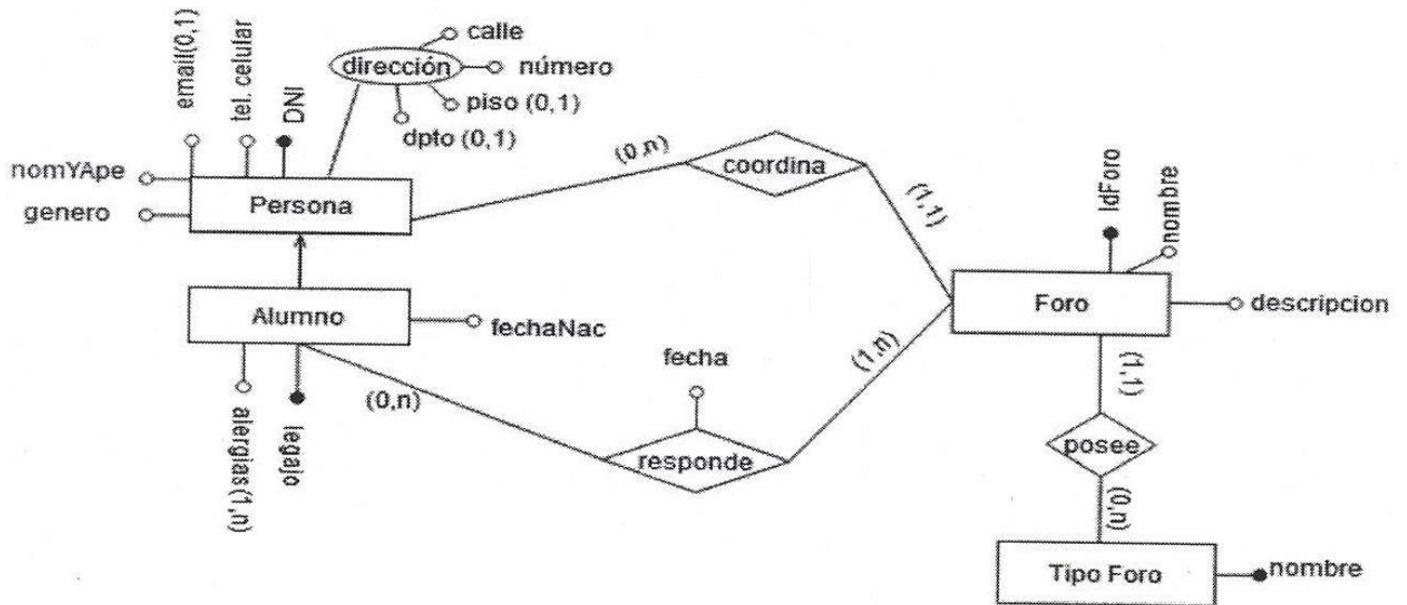 email(0,1)
tel. celular
DNI
dirección
calle
número
piso (0,1)
dpto (0,1)
nomYApe
genero
Persona
(0,n)
coordina
(1,1)
Alumno
fechaNac
alergias(1,n)
legajo
(0,n)
fecha
responde
(1,n)
IdForo
nombre
Foro
descripcion
(1,1)
posee
(0,n)
Tipo Foro
nombre